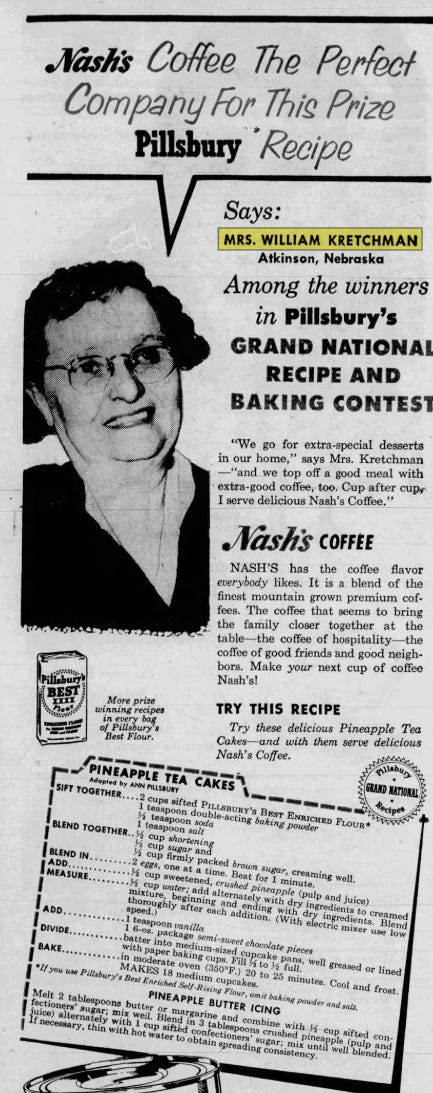 Nash's Coffee The Perfect
Company For This Prize
Pillsbury Recipe
Says:
MRS. WILLIAM KRETCHMAN
Atkinson, Nebraska
Among the winners
in Pillsbury's
GRAND NATIONAL
RECIPE AND
BAKING CONTEST
"We go for extra-special desserts
in our home," says Mrs. Kretchman
—"and we top off a good meal with
extra-good coffee, too. Cup after cup,
I serve delicious Nash's Coffee."
Nash's COFFEE
NASH'S has the coffee flavor
everybody likes. It is a blend of the
finest mountain grown premium cof-
fees. The coffee that seems to bring
the family closer together at the
table—the coffee of hospitality—the
coffee of good friends and good neigh-
bors. Make your next cup of coffee
Nash's!
Pillsbury's
BEST
XXXX
Flour
More prize
winning recipes
in every bag
of Pillsbury's
Best Flour.
TRY THIS RECIPE
Try these delicious Pineapple Tea
Cakes—and with them serve delicious
Nash's Coffee.
Pillsbury
GRAND NATIONAL
Recipes
PINEAPPLE TEA CAKES
Adapted by ANN PILLSBURY
SIFT TOGETHER....2 cups sifted PILLSBURY'S BEST ENRICHED FLOUR*
1 teaspoon double-acting baking powder
½ teaspoon soda
1 teaspoon salt
BLEND TOGETHER..½ cup shortening
½ cup sugar and
½ cup firmly packed brown sugar, creaming well.
BLEND IN..........2 eggs, one at a time. Beat for 1 minute.
ADD...............½ cup sweetened, crushed pineapple (pulp and juice)
MEASURE..........½ cup water; add alternately with dry ingredients to creamed
mixture, beginning and ending with dry ingredients. Blend
thoroughly after each addition. (With electric mixer use low
speed.)
ADD...............1 teaspoon vanilla
1 6-oz. package semi-sweet chocolate pieces
DIVIDE............batter into medium-sized cupcake pans, well greased or lined
with paper baking cups. Fill ½ to ⅔ full.
BAKE..............in moderate oven (350°F.) 20 to 25 minutes. Cool and frost.
MAKES 18 medium cupcakes.
*If you use Pillsbury's Best Enriched Self-Rising Flour, omit baking powder and salt.
PINEAPPLE BUTTER ICING
Melt 2 tablespoons butter or margarine and combine with ½ cup sifted con-
fectioners' sugar; mix well. Blend in 3 tablespoons crushed pineapple (pulp and
juice) alternately with 1 cup sifted confectioners' sugar; mix until well blended.
If necessary, thin with hot water to obtain spreading consistency.